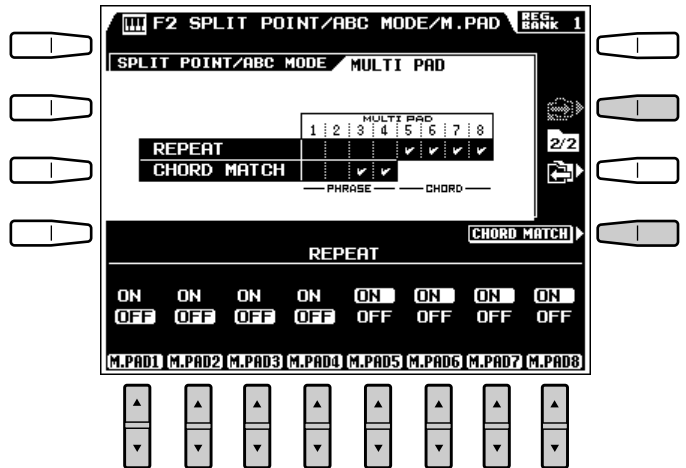 F2 SPLIT POINT/ABC MODE/M.PAD REG. BANK 1
SPLIT POINT/ABC MODE MULTI PAD
MULTI PAD
1 2 3 4 5 6 7 8
2/2
REPEAT ✔ ✔ ✔ ✔
CHORD MATCH ✔ ✔
PHRASE CHORD
CHORD MATCH
REPEAT
ON ON ON ON ON ON ON ON
OFF OFF OFF OFF OFF OFF OFF OFF
M.PAD1 M.PAD2 M.PAD3 M.PAD4 M.PAD5 M.PAD6 M.PAD7 M.PAD8